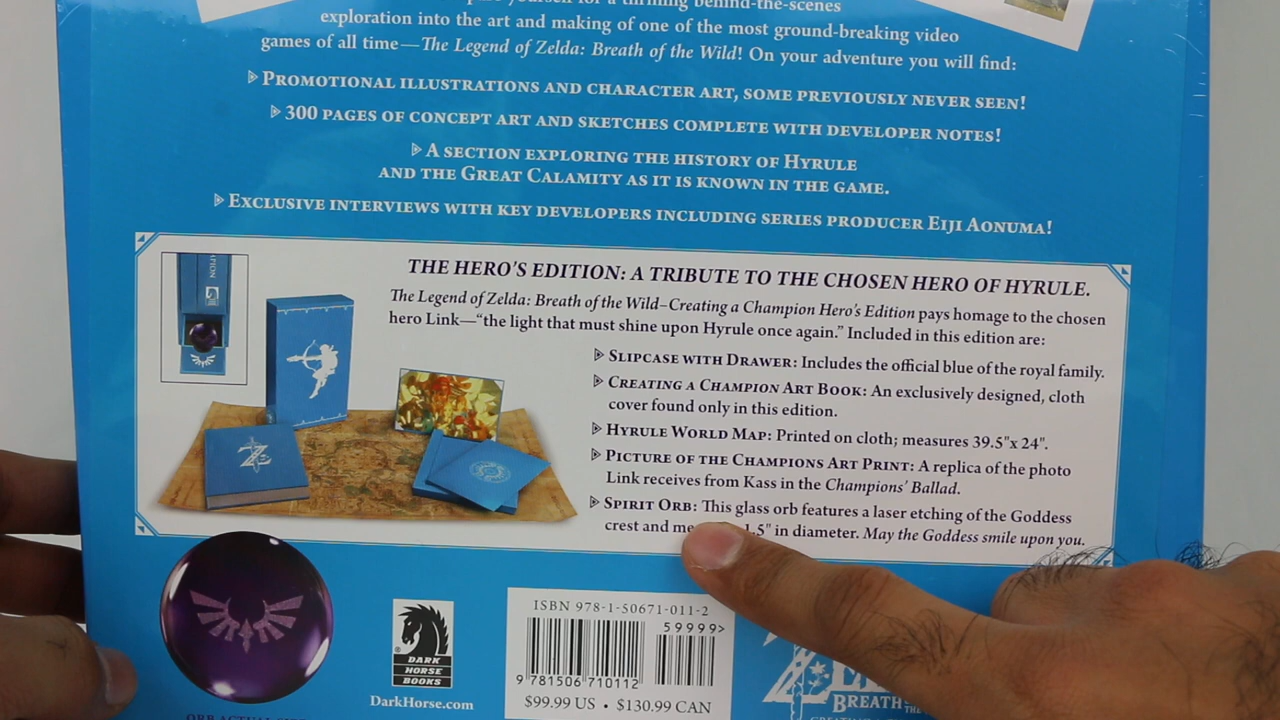 yourself for a thrilling behind-the-scenes
exploration into the art and making of one of the most ground-breaking video
games of all time—The Legend of Zelda: Breath of the Wild! On your adventure you will find:
PROMOTIONAL ILLUSTRATIONS AND CHARACTER ART, SOME PREVIOUSLY NEVER SEEN!
300 PAGES OF CONCEPT ART AND SKETCHES COMPLETE WITH DEVELOPER NOTES!
A SECTION EXPLORING THE HISTORY OF HYRULE
AND THE GREAT CALAMITY AS IT IS KNOWN IN THE GAME.
EXCLUSIVE INTERVIEWS WITH KEY DEVELOPERS INCLUDING SERIES PRODUCER EIJI AONUMA!
THE HERO'S EDITION: A TRIBUTE TO THE CHOSEN HERO OF HYRULE.
The Legend of Zelda: Breath of the Wild–Creating a Champion Hero's Edition pays homage to the chosen
hero Link—“the light that must shine upon Hyrule once again.” Included in this edition are:
SLIPCASE WITH DRAWER: Includes the official blue of the royal family.
CREATING A CHAMPION ART BOOK: An exclusively designed, cloth
cover found only in this edition.
HYRULE WORLD MAP: Printed on cloth; measures 39.5"x 24".
PICTURE OF THE CHAMPIONS ART PRINT: A replica of the photo
Link receives from Kass in the Champions' Ballad.
SPIRIT ORB: This glass orb features a laser etching of the Goddess
crest and 1.5" in diameter. May the Goddess smile upon you.
DARK
HORSE
BOOKS
DarkHorse.com
ISBN 978-1-50671-011-2
59999>
9 781506 710112
$99.99 US • $130.99 CAN
BREATH OF THE
ORB ACTUAL SIZE